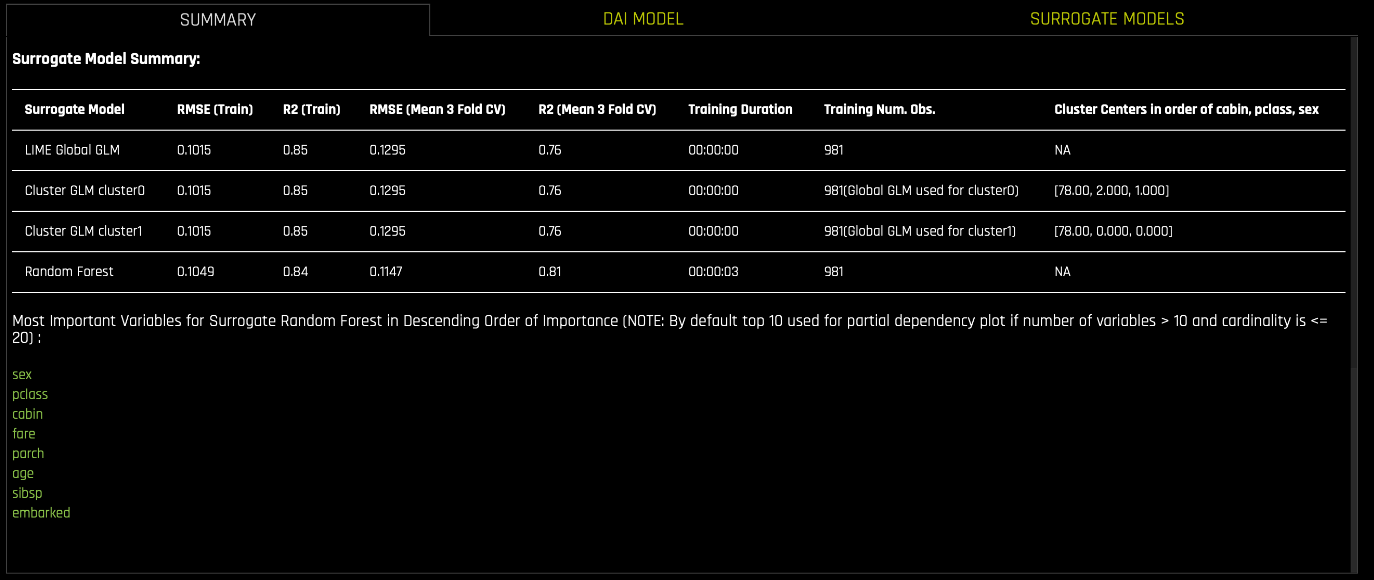 SUMMARY DAI MODEL SURROGATE MODELS
Surrogate Model Summary:
Surrogate Model RMSE (Train) R2 (Train) RMSE (Mean 3 Fold CV) R2 (Mean 3 Fold CV) Training Duration Training Num. Obs. Cluster Centers in order of cabin, pclass, sex
LIME Global GLM 0.1015 0.85 0.1295 0.76 00:00:00 981 NA
Cluster GLM cluster0 0.1015 0.85 0.1295 0.76 00:00:00 981(Global GLM used for cluster0) [78.00, 2.000, 1.000]
Cluster GLM cluster1 0.1015 0.85 0.1295 0.76 00:00:00 981(Global GLM used for cluster1) [78.00, 0.000, 0.000]
Random Forest 0.1049 0.84 0.1147 0.81 00:00:03 981 NA
Most Important Variables for Surrogate Random Forest in Descending Order of Importance (NOTE: By default top 10 used for partial dependency plot if number of variables > 10 and cardinality is <=
20) :
sex
pclass
cabin
fare
parch
age
sibsp
embarked